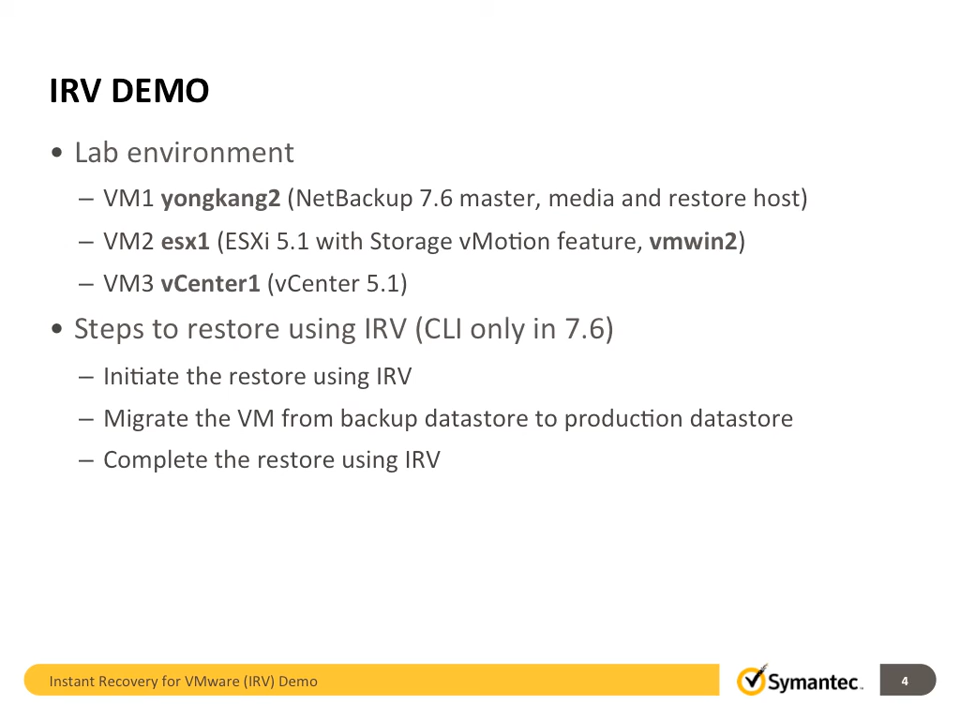 IRV DEMO
• Lab environment
– VM1 yongkang2 (NetBackup 7.6 master, media and restore host)
– VM2 esx1 (ESXi 5.1 with Storage vMotion feature, vmwin2)
– VM3 vCenter1 (vCenter 5.1)
• Steps to restore using IRV (CLI only in 7.6)
– Initiate the restore using IRV
– Migrate the VM from backup datastore to production datastore
– Complete the restore using IRV
Instant Recovery for VMware (IRV) Demo
Symantec™
4